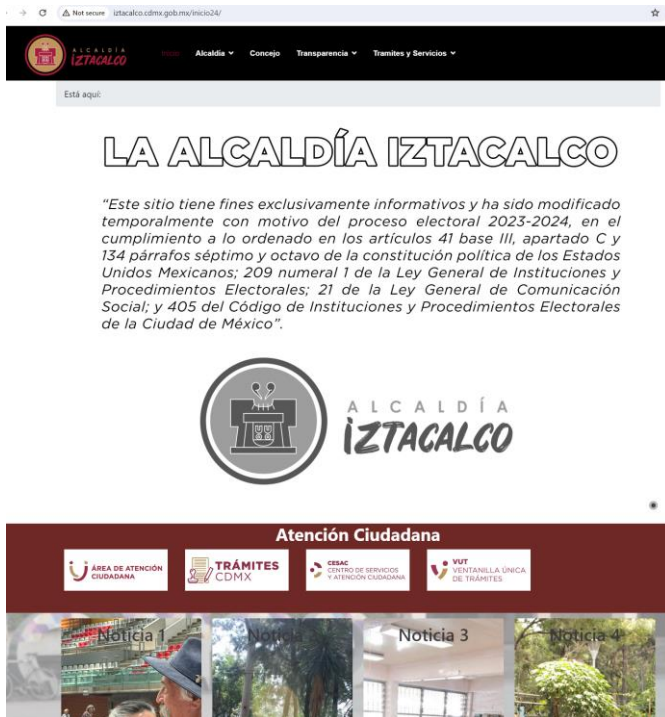 Not secure iztacalco.cdmx.gob.mx/inicio24/
ALCALDÍA
iZTACALCO
Inicio Alcaldía Concejo Transparencia Tramites y Servicios
Está aquí:
LA ALCALDÍA IZTACALCO
“Este sitio tiene fines exclusivamente informativos y ha sido modificado
temporalmente con motivo del proceso electoral 2023-2024, en el
cumplimiento a lo ordenado en los artículos 41 base III, apartado C y
134 párrafos séptimo y octavo de la constitución política de los Estados
Unidos Mexicanos; 209 numeral 1 de la Ley General de Instituciones y
Procedimientos Electorales; 21 de la Ley General de Comunicación
Social; y 405 del Código de Instituciones y Procedimientos Electorales
de la Ciudad de México”.
ALCALDÍA
iZTACALCO
Atención Ciudadana
ÁREA DE ATENCIÓN
CIUDADANA
TRÁMITES
CDMX
CESAC
CENTRO DE SERVICIOS
Y ATENCIÓN CIUDADANA
VUT
VENTANILLA ÚNICA
DE TRÁMITES
Noticia 1
Noticia 2
Noticia 3
Noticia 4